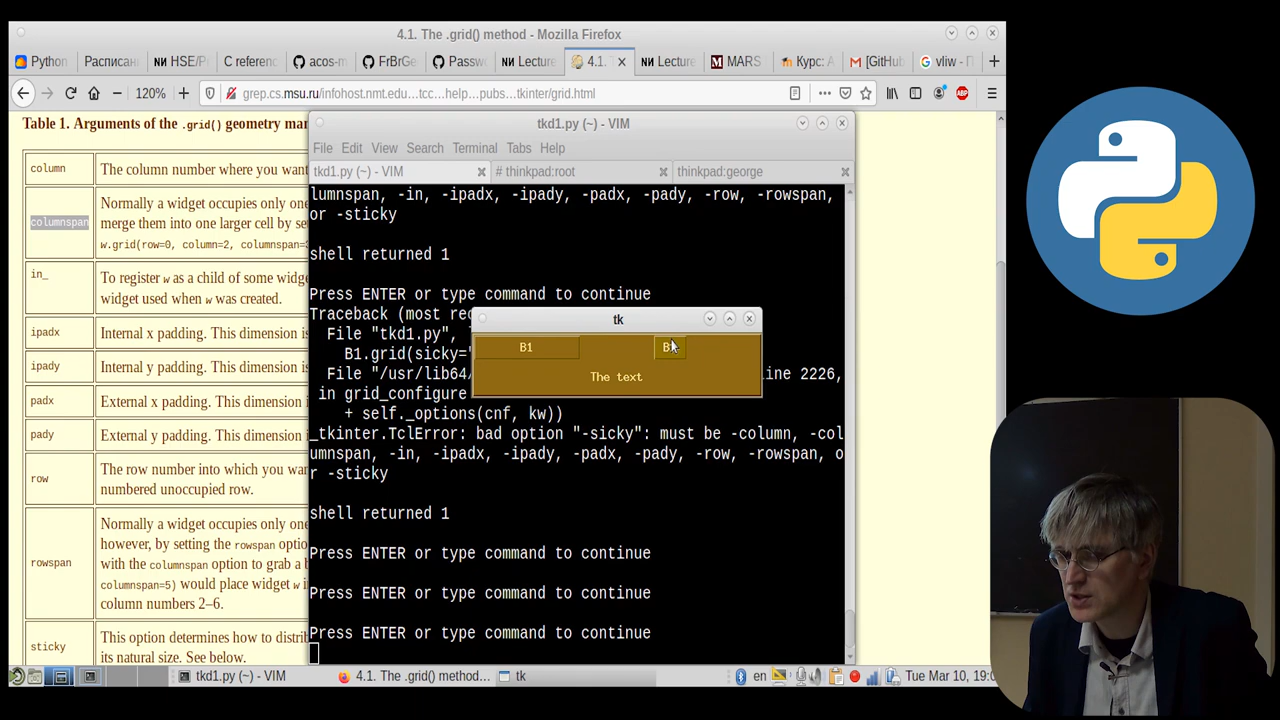 4.1. The .grid() method - Mozilla Firefox
Python
Расписани
NИ HSE/P
C referenc
acos-m
FrBrGe
Passw
NИ Lecture
4.1.
NИ Lecture
MARS
Курс: А
[GitHub
vliw - П
120%
grep.cs.msu.ru/infohost.nmt.edu…tcc…help…pubs…tkinter/grid.html
ABP
Table 1. Arguments of the .grid() geometry mar
column
The column number where you want
columnspan
Normally a widget occupies only one
merge them into one larger cell by se
w.grid(row=0, column=2, columnspan=3
in_
To register w as a child of some widge
widget used when w was created.
ipadx
Internal x padding. This dimension i
ipady
Internal y padding. This dimension i
padx
External x padding. This dimension i
pady
External y padding. This dimension i
row
The row number into which you wan
numbered unoccupied row.
rowspan
Normally a widget occupies only one
however, by setting the rowspan optio
with the columnspan option to grab a b
columnspan=5) would place widget w i
column numbers 2–6.
sticky
This option determines how to distrib
its natural size. See below.
tkd1.py (~) - VIM
File Edit View Search Terminal Tabs Help
tkd1.py (~) - VIM
# thinkpad:root
thinkpad:george
lumnspan, -in, -ipadx, -ipady, -padx, -pady, -row, -rowspan,
or -sticky
shell returned 1
Press ENTER or type command to continue
Traceback (most rec
File "tkd1.py",
B1.grid(sicky="
File "/usr/lib64/
line 2226,
in grid_configure
+ self._options(cnf, kw))
_tkinter.TclError: bad option "-sicky": must be -column, -col
umnspan, -in, -ipadx, -ipady, -padx, -pady, -row, -rowspan, o
r -sticky
shell returned 1
Press ENTER or type command to continue
Press ENTER or type command to continue
Press ENTER or type command to continue
tk
B1
The text
tkd1.py (~) - VIM
4.1. The .grid() method...
tk
en
Tue Mar 10, 19:0